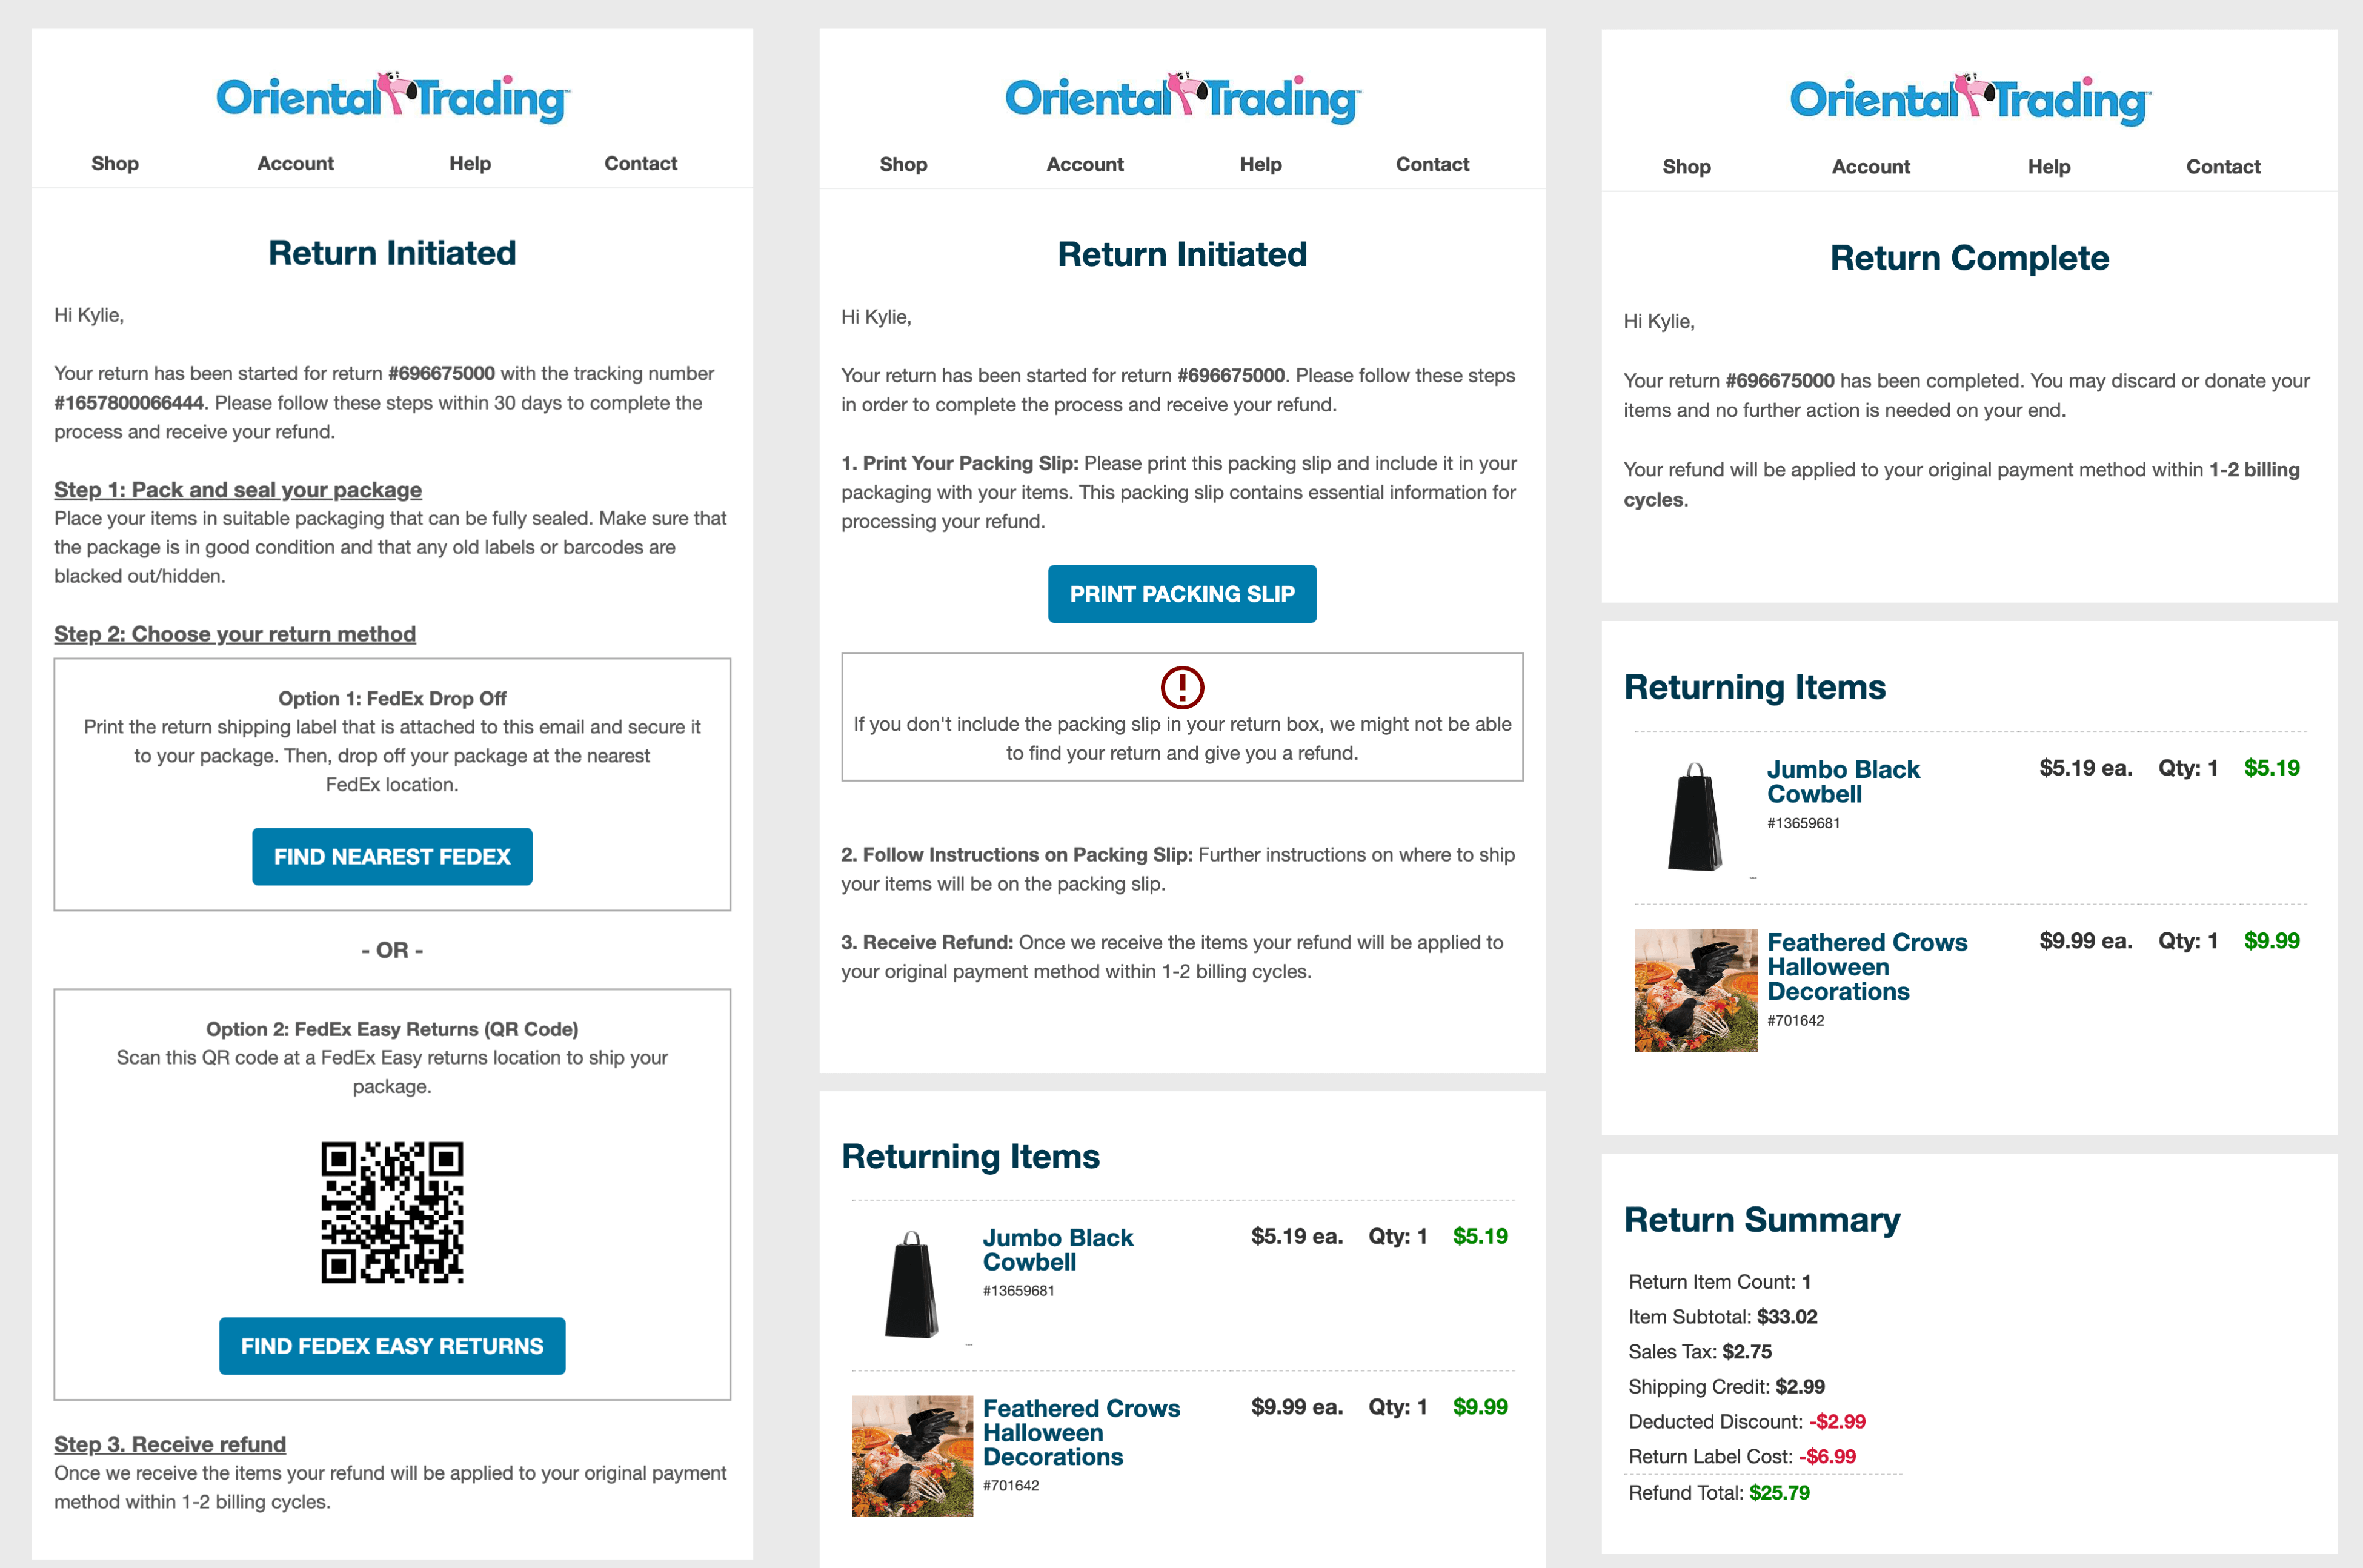 Oriental Trading™
Shop Account Help Contact
Return Initiated
Hi Kylie,
Your return has been started for return #696675000 with the tracking number
#1657800066444. Please follow these steps within 30 days to complete the
process and receive your refund.
Step 1: Pack and seal your package
Place your items in suitable packaging that can be fully sealed. Make sure that
the package is in good condition and that any old labels or barcodes are
blacked out/hidden.
Step 2: Choose your return method
Option 1: FedEx Drop Off
Print the return shipping label that is attached to this email and secure it
to your package. Then, drop off your package at the nearest
FedEx location.
FIND NEAREST FEDEX
- OR -
Option 2: FedEx Easy Returns (QR Code)
Scan this QR code at a FedEx Easy returns location to ship your
package.
FIND FEDEX EASY RETURNS
Step 3. Receive refund
Once we receive the items your refund will be applied to your original payment
method within 1-2 billing cycles.
Oriental Trading™
Shop Account Help Contact
Return Initiated
Hi Kylie,
Your return has been started for return #696675000. Please follow these steps
in order to complete the process and receive your refund.
1. Print Your Packing Slip: Please print this packing slip and include it in your
packaging with your items. This packing slip contains essential information for
processing your refund.
PRINT PACKING SLIP
If you don't include the packing slip in your return box, we might not be able
to find your return and give you a refund.
2. Follow Instructions on Packing Slip: Further instructions on where to ship
your items will be on the packing slip.
3. Receive Refund: Once we receive the items your refund will be applied to
your original payment method within 1-2 billing cycles.
Returning Items
Jumbo Black $5.19 ea. Qty: 1 $5.19
Cowbell
#13659681
Feathered Crows $9.99 ea. Qty: 1 $9.99
Halloween
Decorations
#701642
Oriental Trading™
Shop Account Help Contact
Return Complete
Hi Kylie,
Your return #696675000 has been completed. You may discard or donate your
items and no further action is needed on your end.
Your refund will be applied to your original payment method within 1-2 billing
cycles.
Returning Items
Jumbo Black $5.19 ea. Qty: 1 $5.19
Cowbell
#13659681
Feathered Crows $9.99 ea. Qty: 1 $9.99
Halloween
Decorations
#701642
Return Summary
Return Item Count: 1
Item Subtotal: $33.02
Sales Tax: $2.75
Shipping Credit: $2.99
Deducted Discount: -$2.99
Return Label Cost: -$6.99
Refund Total: $25.79